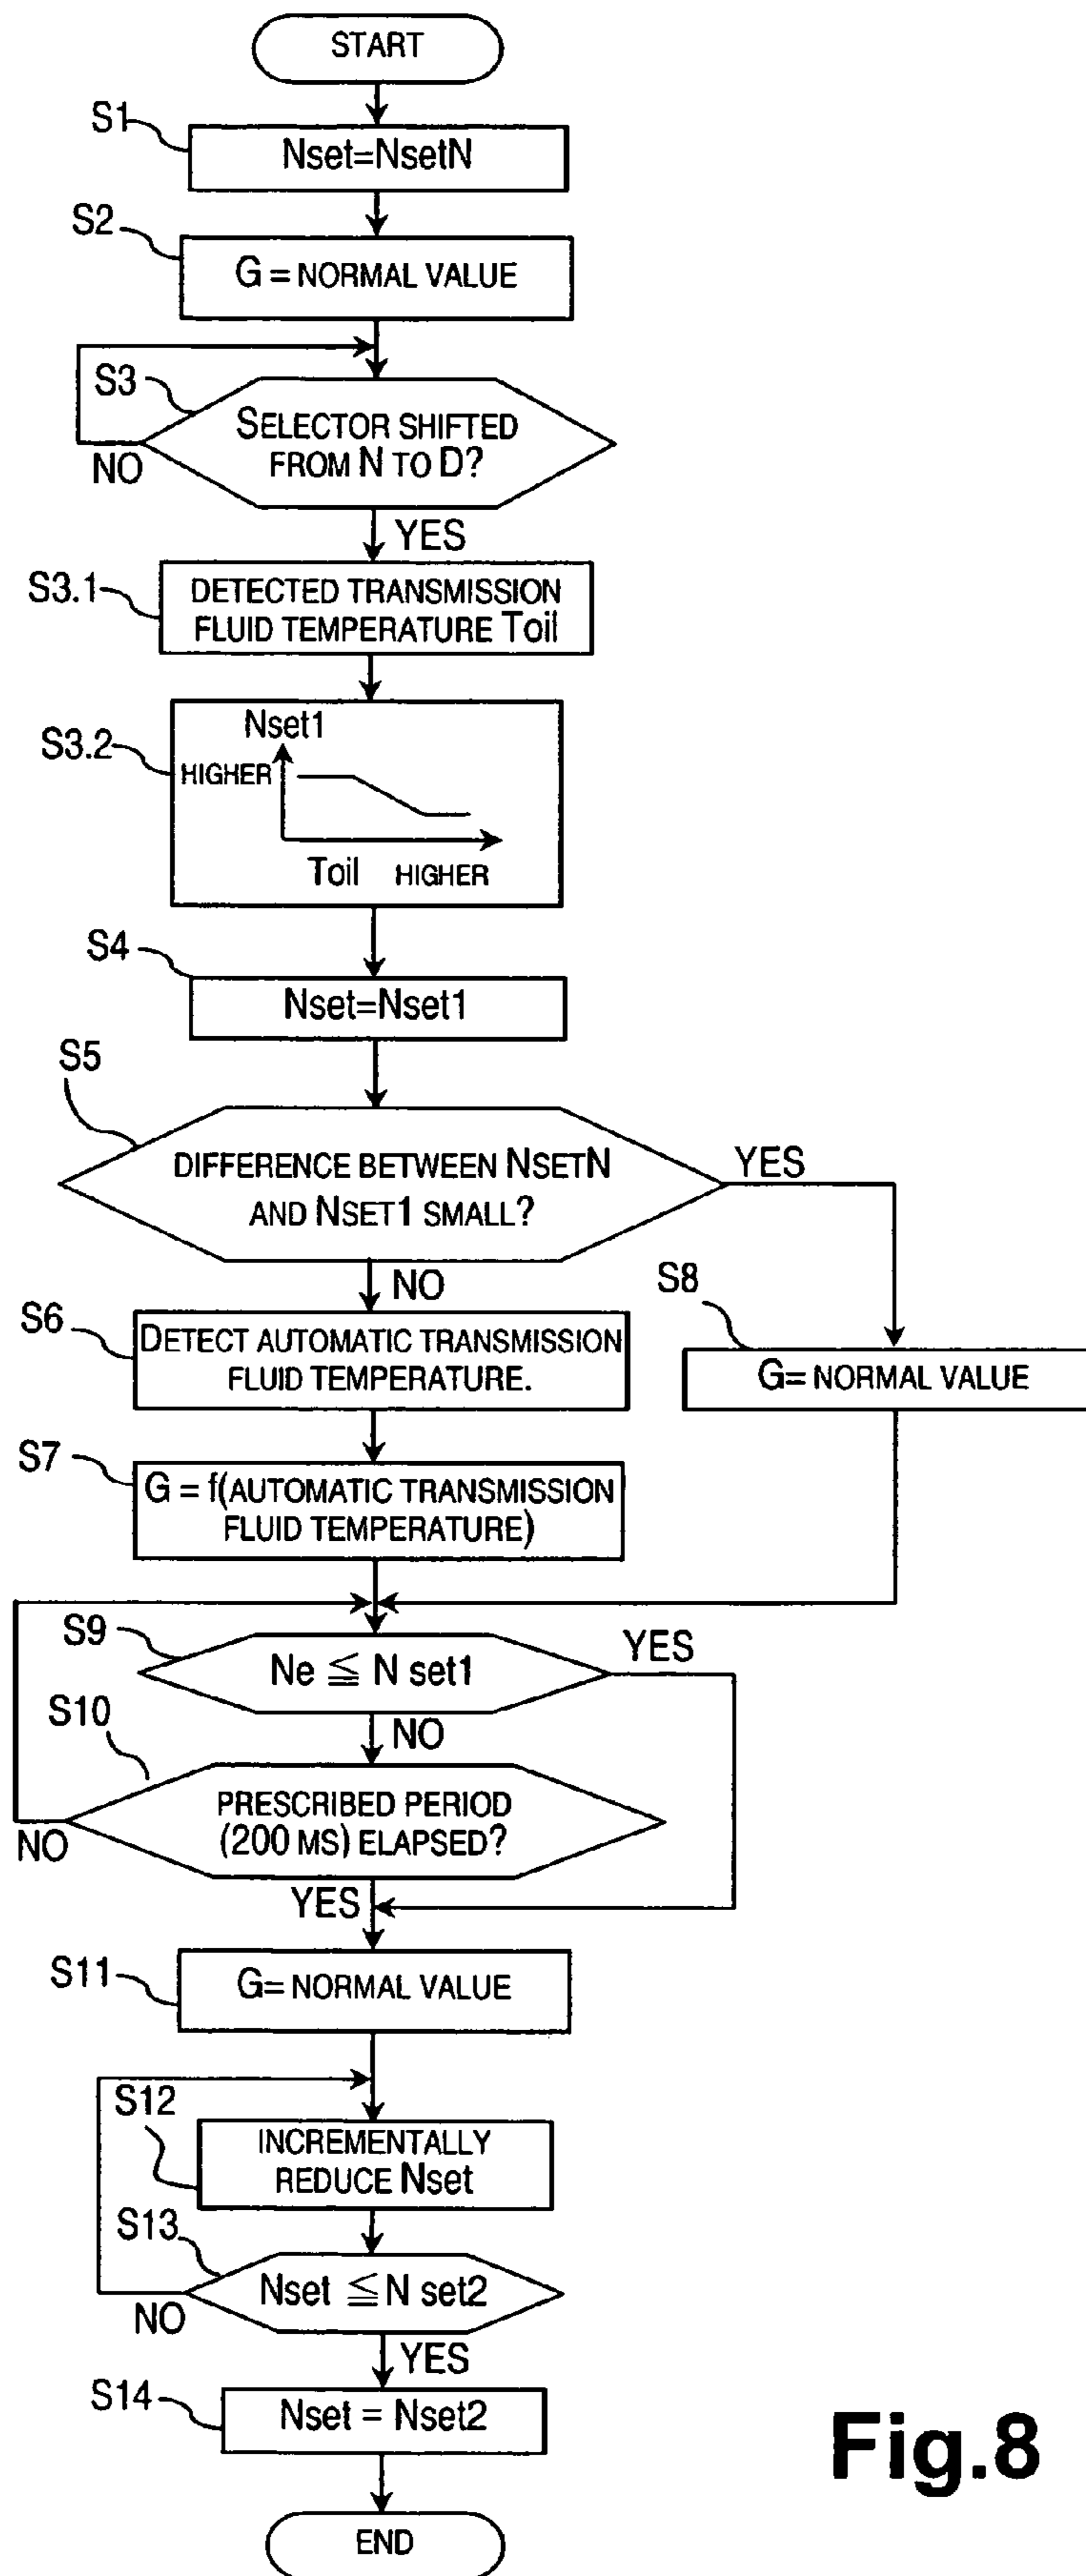 START
S1
Nset=NsetN
S2
G = NORMAL VALUE
S3
SELECTOR SHIFTED
FROM N TO D?
NO
YES
S3.1
DETECTED TRANSMISSION
FLUID TEMPERATURE Toil
S3.2
Nset1
HIGHER
Toil HIGHER
S4
Nset=Nset1
S5
DIFFERENCE BETWEEN NSETN
AND NSET1 SMALL?
YES
NO
S6
DETECT AUTOMATIC TRANSMISSION
FLUID TEMPERATURE.
S8
G= NORMAL VALUE
S7
G = f(AUTOMATIC TRANSMISSION
FLUID TEMPERATURE)
S9
Ne ≦ N set1
YES
NO
S10
PRESCRIBED PERIOD
(200 MS) ELAPSED?
NO
YES
S11
G= NORMAL VALUE
S12
INCREMENTALLY
REDUCE Nset
S13
Nset ≦ N set2
NO
YES
S14
Nset = Nset2
END
Fig.8